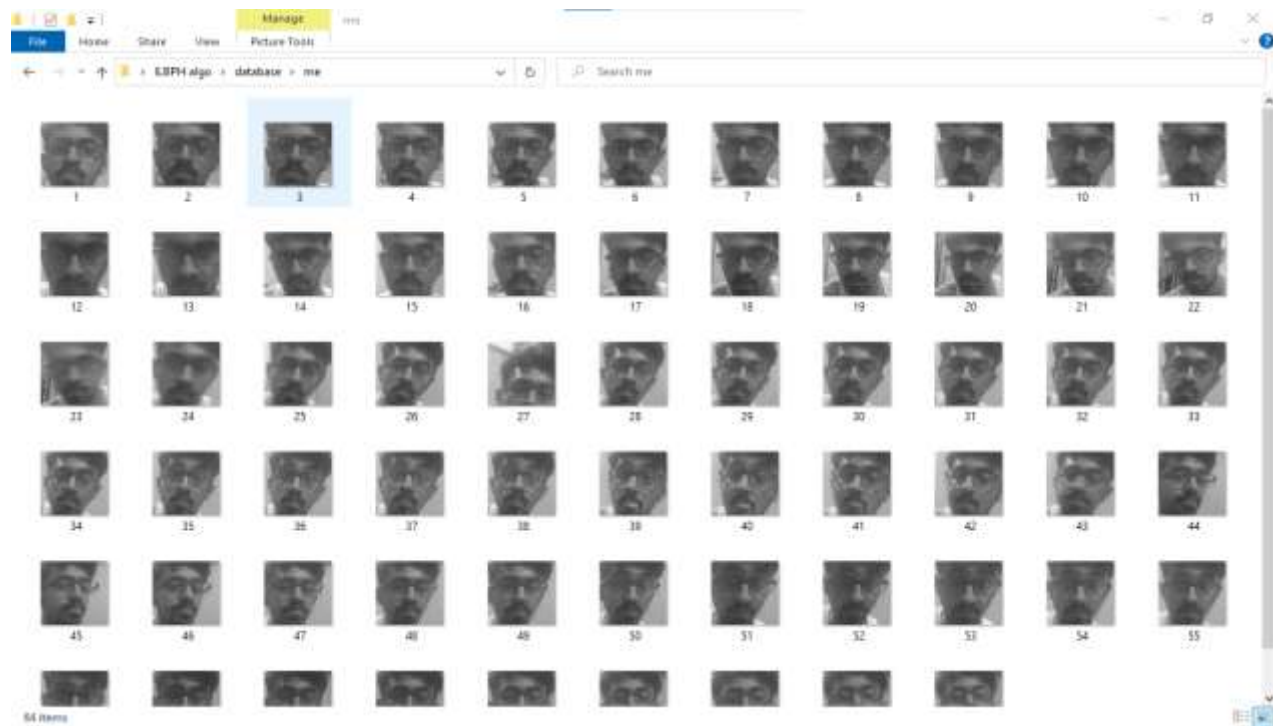 Manage
File Home Share View Picture Tools
LBPH algo > database > me
Search me
1 2 3 4 5 6 7 8 9 10 11
12 13 14 15 16 17 18 19 20 21 22
23 24 25 26 27 28 29 30 31 32 33
34 35 36 37 38 39 40 41 42 43 44
45 46 47 48 49 50 51 52 53 54 55
64 items